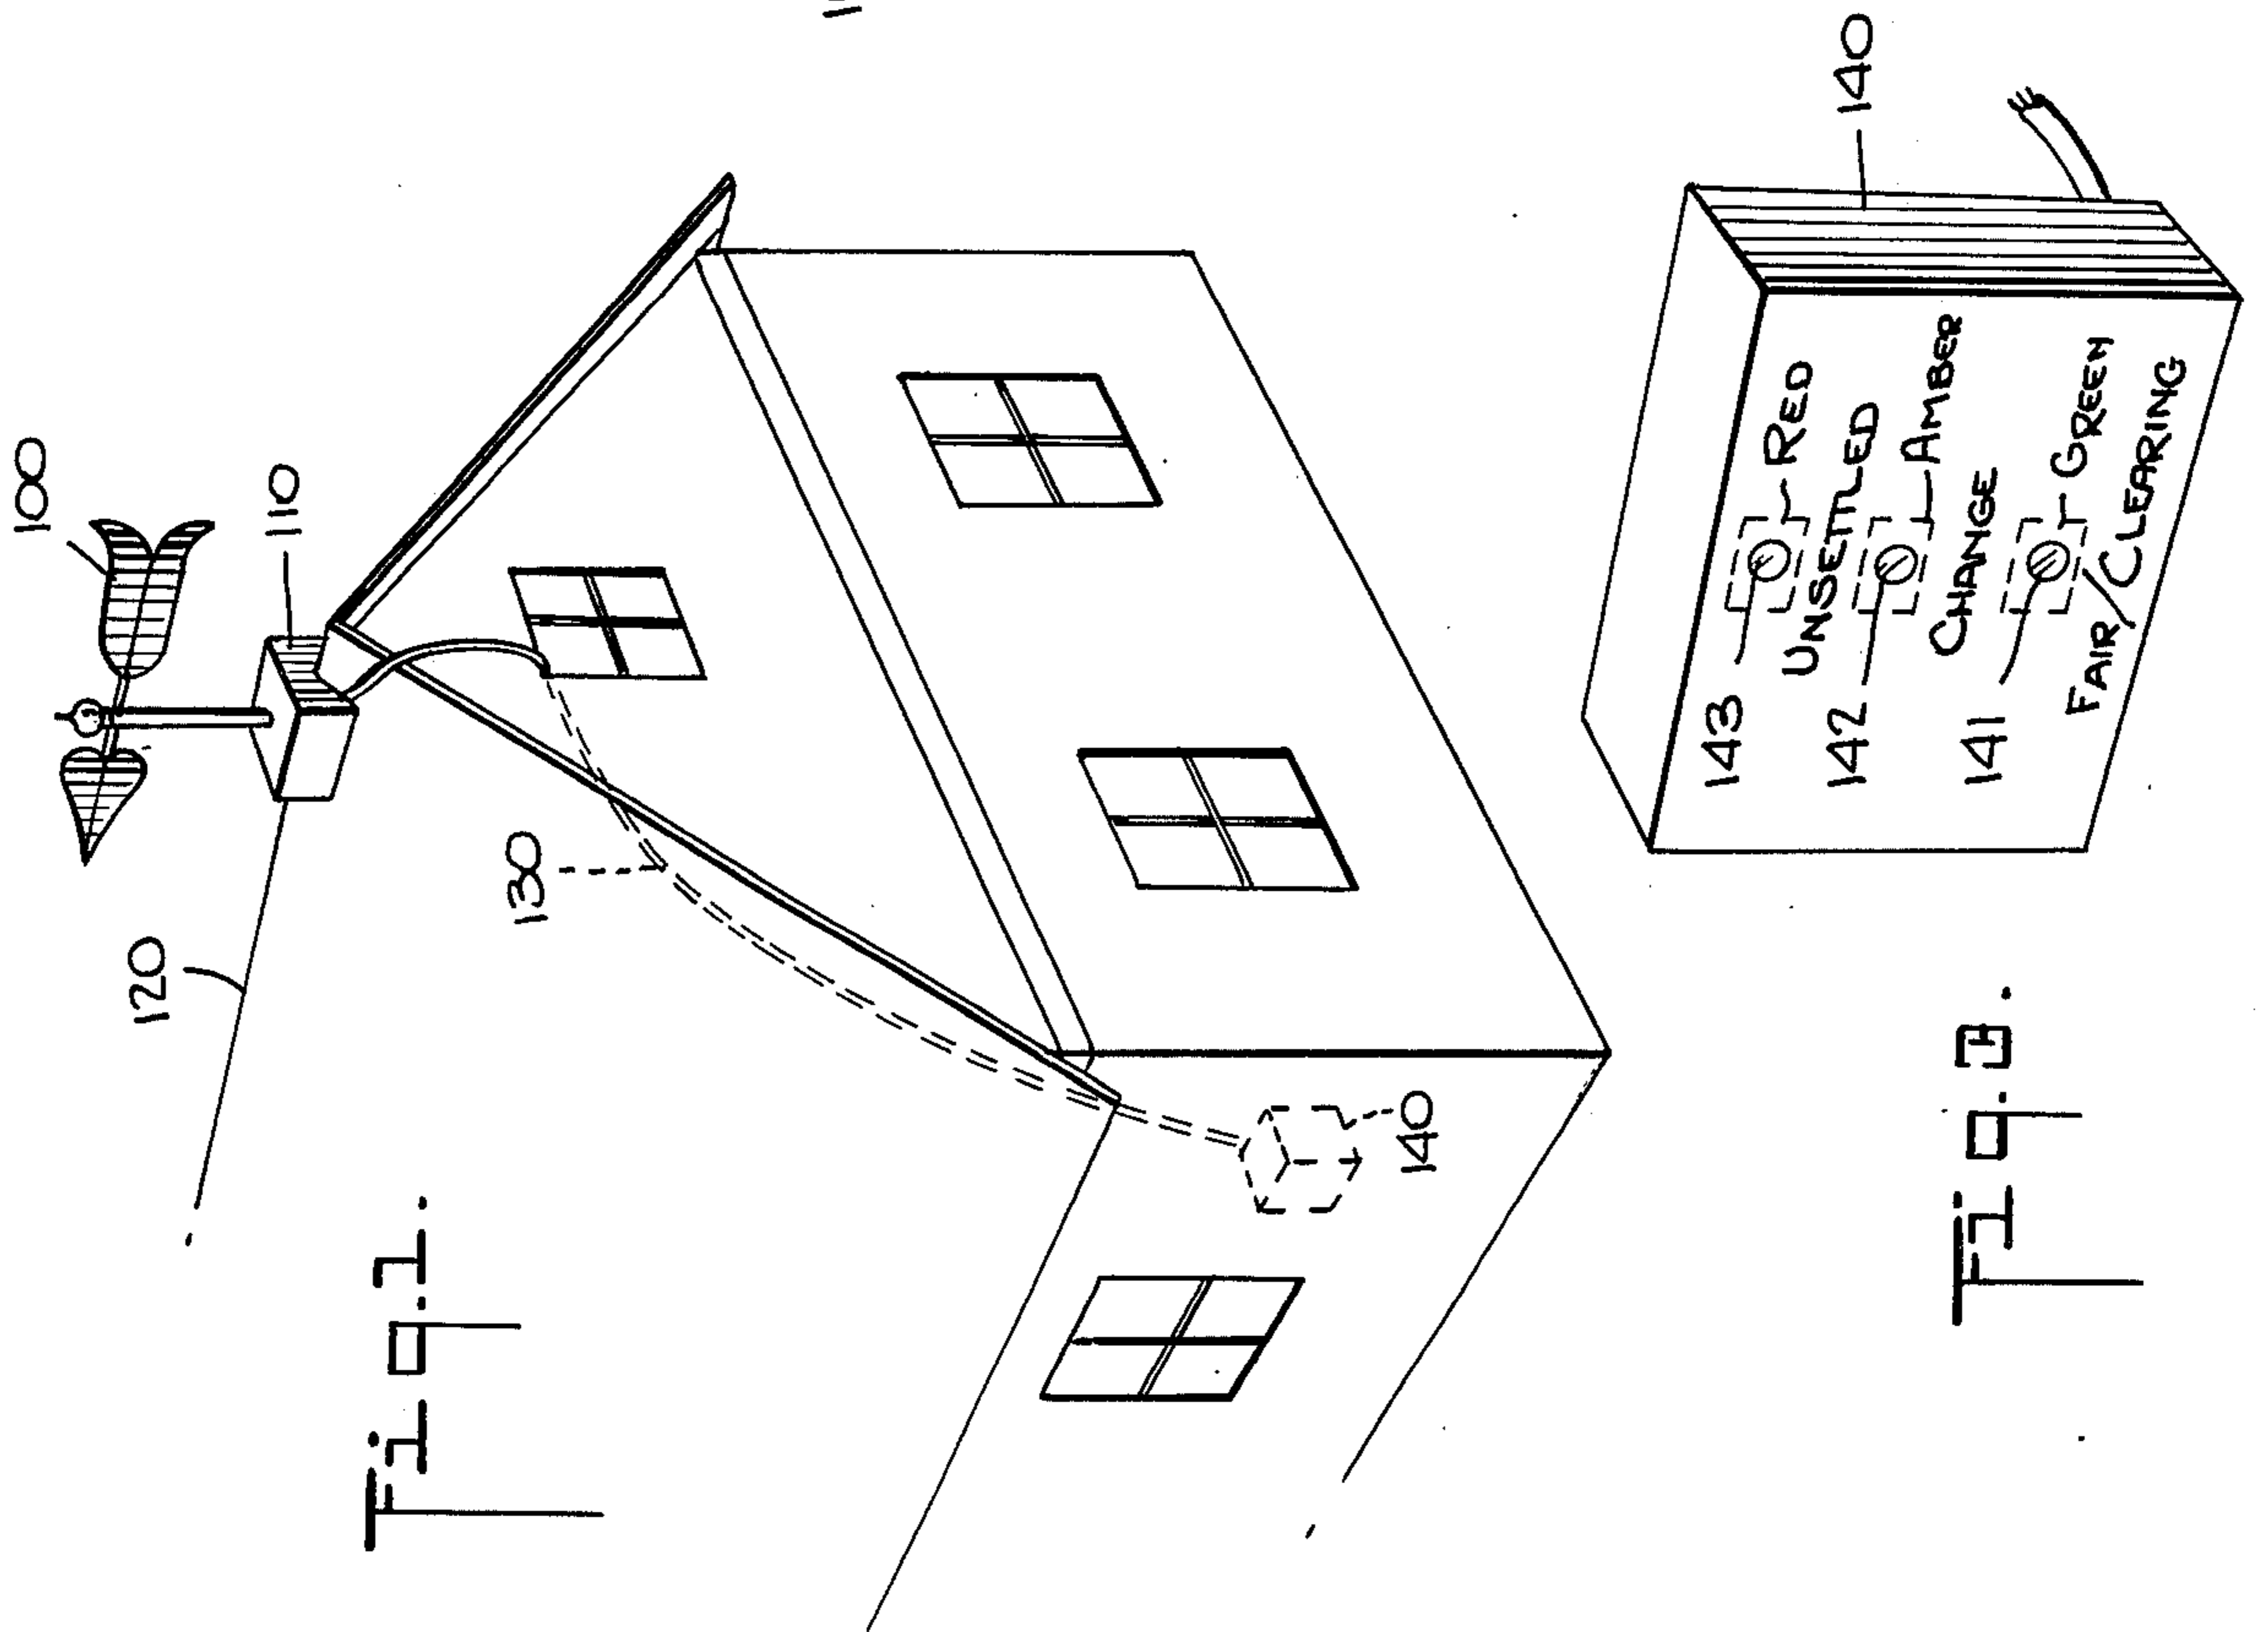 100
110
120
130
140
Fig. 1.
140
143
RED
UNSETTLED
142
AMBER
CHANGE
141
GREEN
FAIR/CLEARING
Fig. 8.